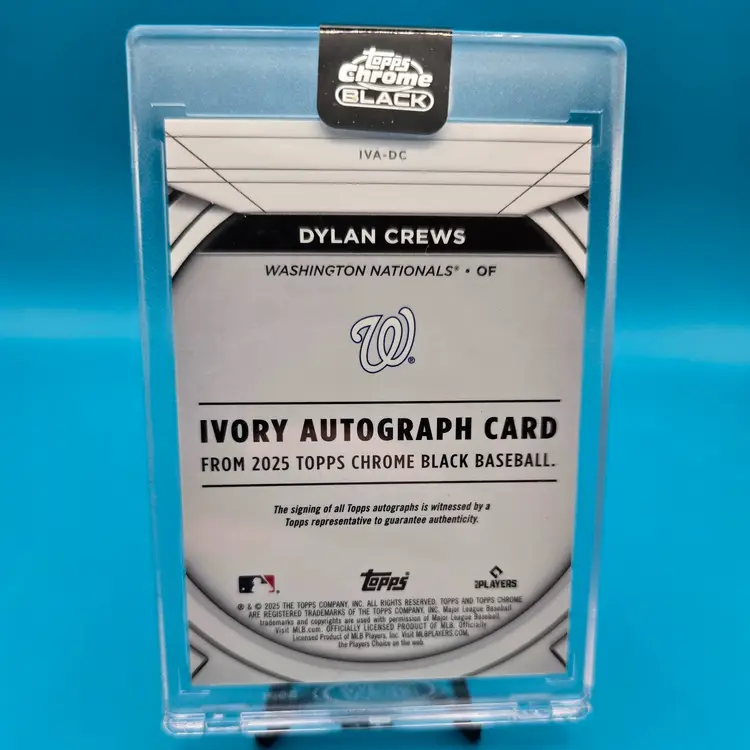 Topps
Chrome
BLACK
IVA-DC
DYLAN CREWS
WASHINGTON NATIONALS® • OF
W®
IVORY AUTOGRAPH CARD
FROM 2025 TOPPS CHROME BLACK BASEBALL.
The signing of all Topps autographs is witnessed by a
Topps representative to guarantee authenticity.
Topps®
PLAYERS
® & © 2025 THE TOPPS COMPANY, INC. ALL RIGHTS RESERVED. TOPPS AND TOPPS CHROME
ARE REGISTERED TRADEMARKS OF THE TOPPS COMPANY, INC. Major League Baseball
trademarks and copyrights are used with permission of Major League Baseball.
Visit MLB.com. OFFICIALLY LICENSED PRODUCT OF MLB. Officially
Licensed Product of MLB Players, Inc. Visit MLBPLAYERS.COM,
the Players Choice on the web.